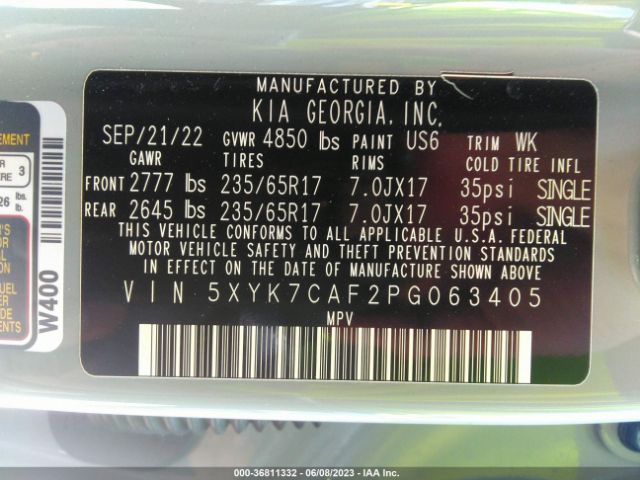 MANUFACTURED BY
KIA GEORGIA, INC.
SEP/21/22 GVWR 4850 lbs PAINT US6 TRIM WK
GAWR TIRES RIMS COLD TIRE INFL
FRONT 2777 lbs 235/65R17 7.0JX17 35psi SINGLE
REAR 2645 lbs 235/65R17 7.0JX17 35psi SINGLE
THIS VEHICLE CONFORMS TO ALL APPLICABLE U.S.A. FEDERAL
MOTOR VEHICLE SAFETY AND THEFT PREVENTION STANDARDS
IN EFFECT ON THE DATE OF MANUFACTURE SHOWN ABOVE
VIN 5XYK7CAF2PG063405
MPV
3
26 lbs.
W400
000-36811332 - 06/08/2023 - IAA Inc.